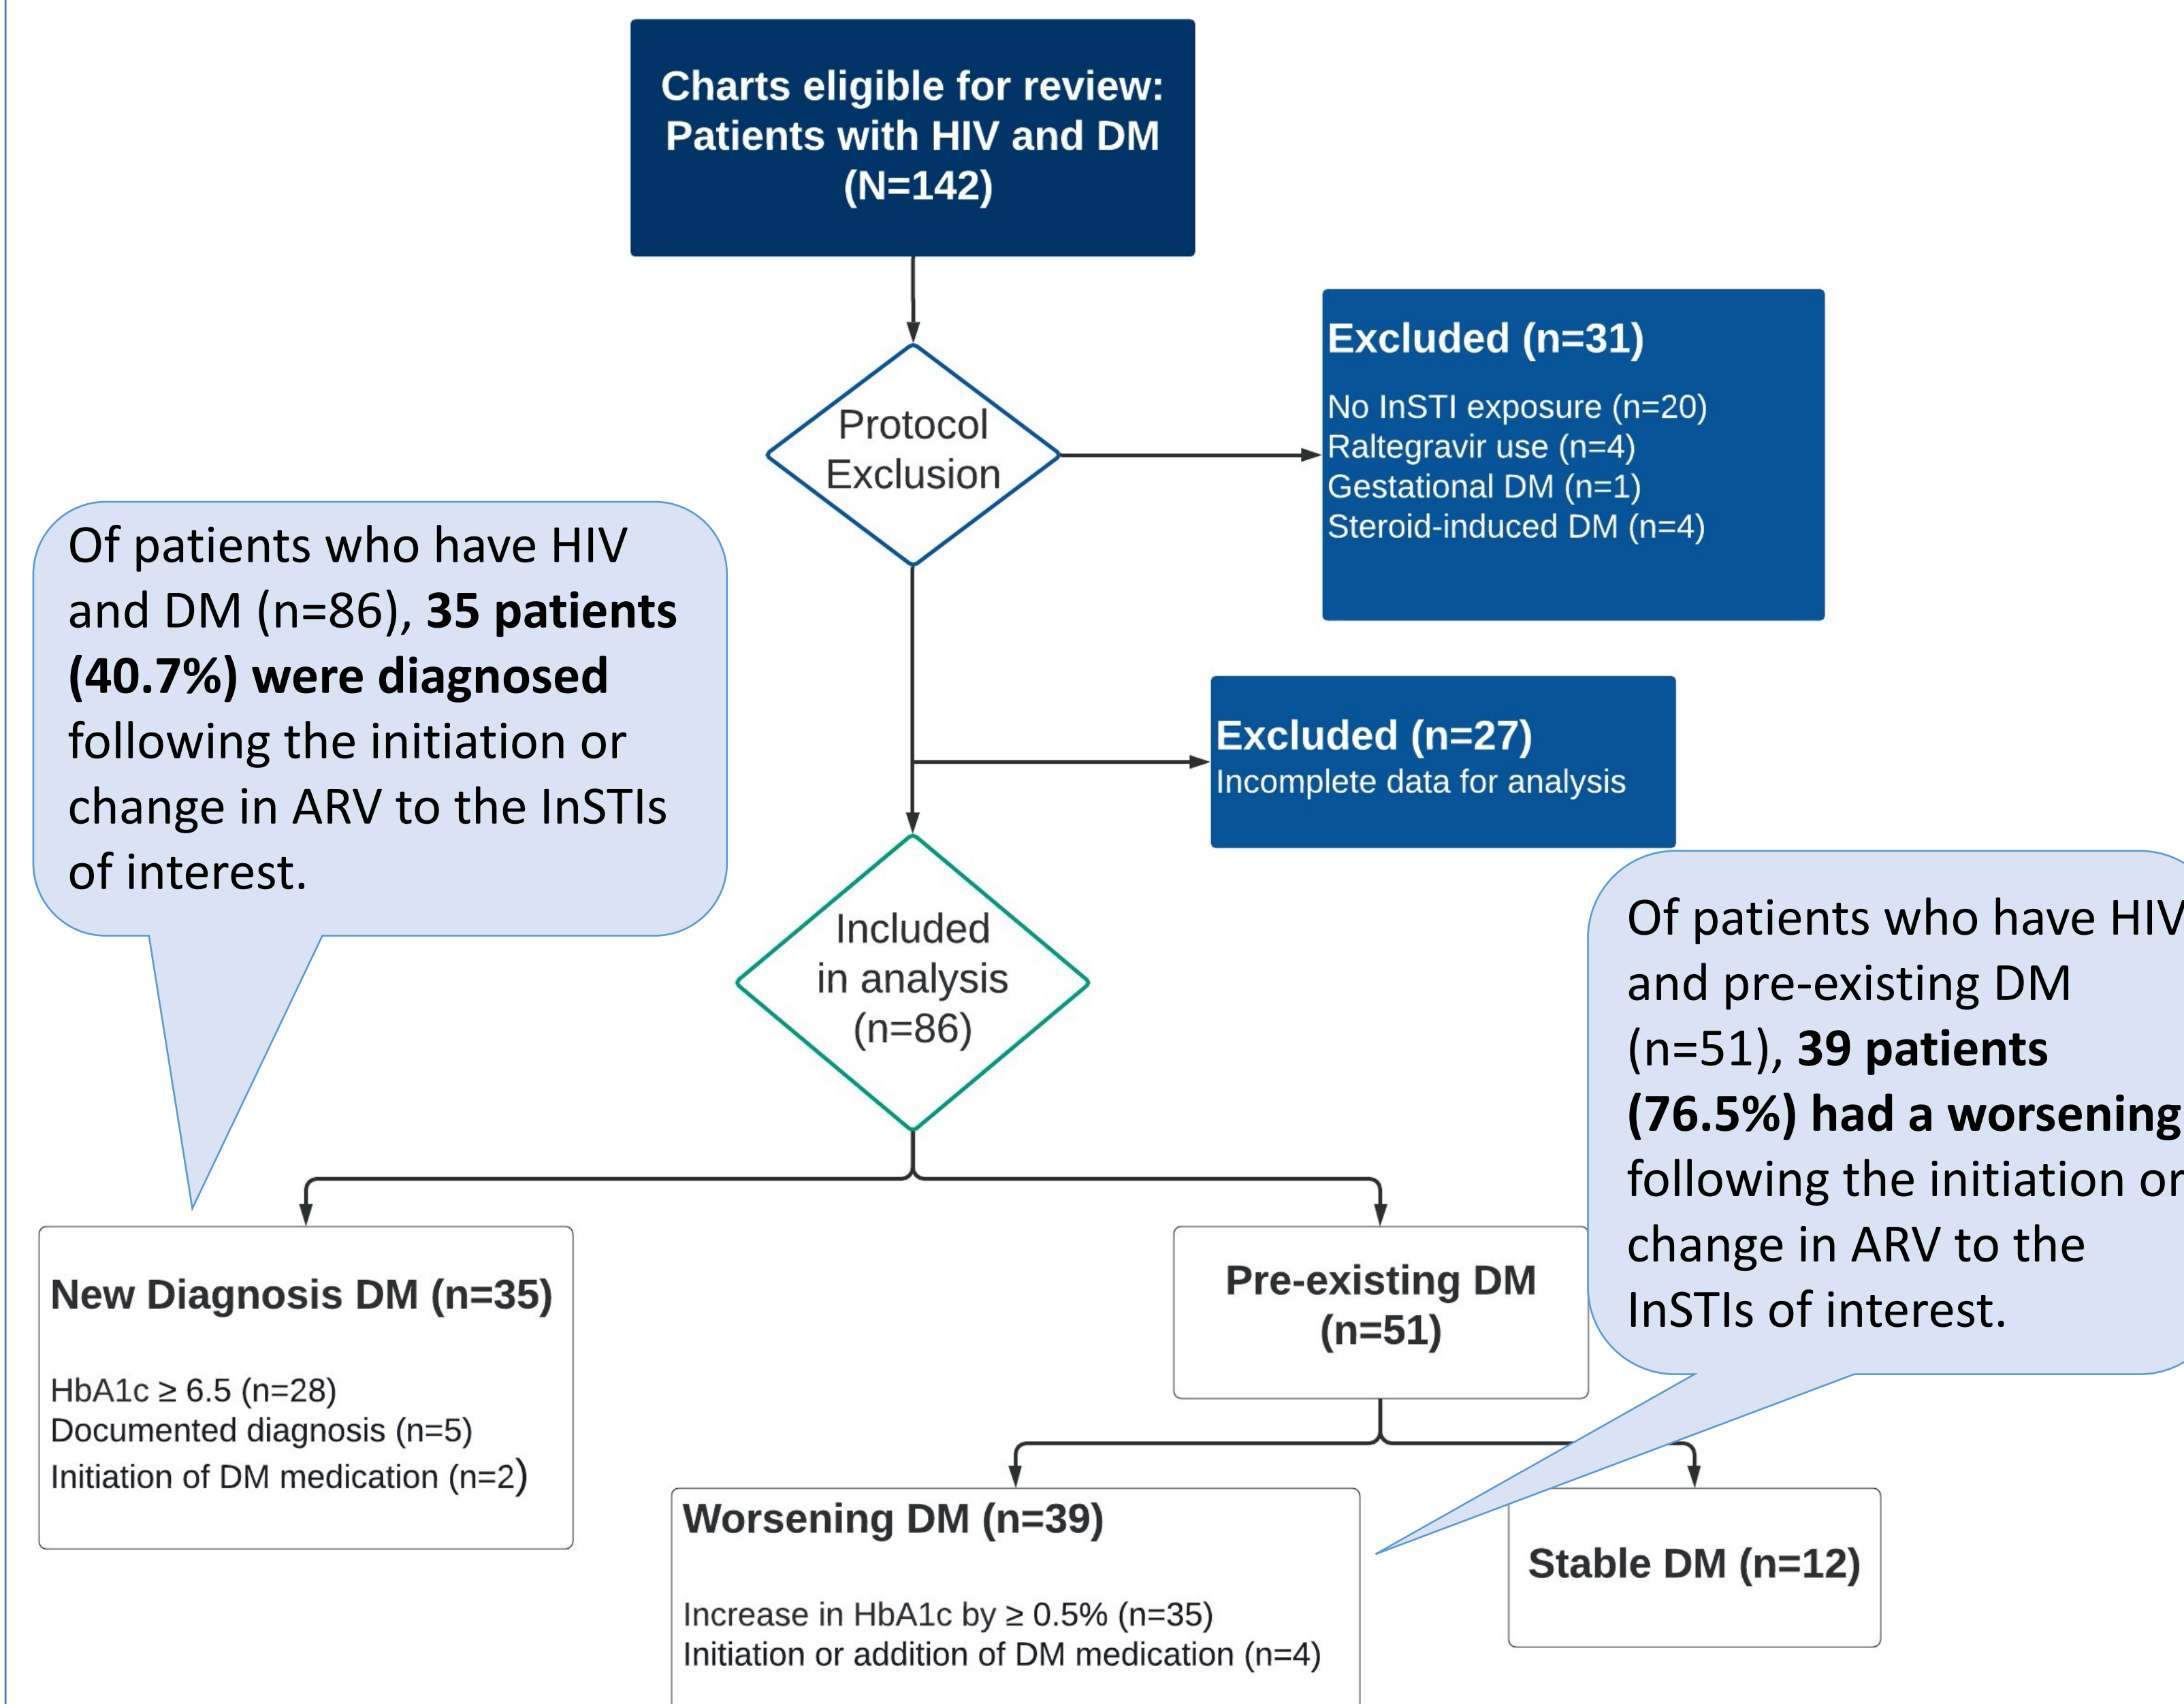 Charts eligible for review:
Patients with HIV and DM
(N=142)
Protocol
Exclusion
Excluded (n=31)
No InSTI exposure (n=20)
Raltegravir use (n=4)
Gestational DM (n=1)
Steroid-induced DM (n=4)
Of patients who have HIV
and DM (n=86), 35 patients
(40.7%) were diagnosed
following the initiation or
change in ARV to the InSTIs
of interest.
Excluded (n=27)
Incomplete data for analysis
Included
in analysis
(n=86)
Of patients who have HIV
and pre-existing DM
(n=51), 39 patients
(76.5%) had a worsening
following the initiation or
change in ARV to the
InSTIs of interest.
New Diagnosis DM (n=35)
HbA1c ≥ 6.5 (n=28)
Documented diagnosis (n=5)
Initiation of DM medication (n=2)
Pre-existing DM
(n=51)
Worsening DM (n=39)
Increase in HbA1c by ≥ 0.5% (n=35)
Initiation or addition of DM medication (n=4)
Stable DM (n=12)